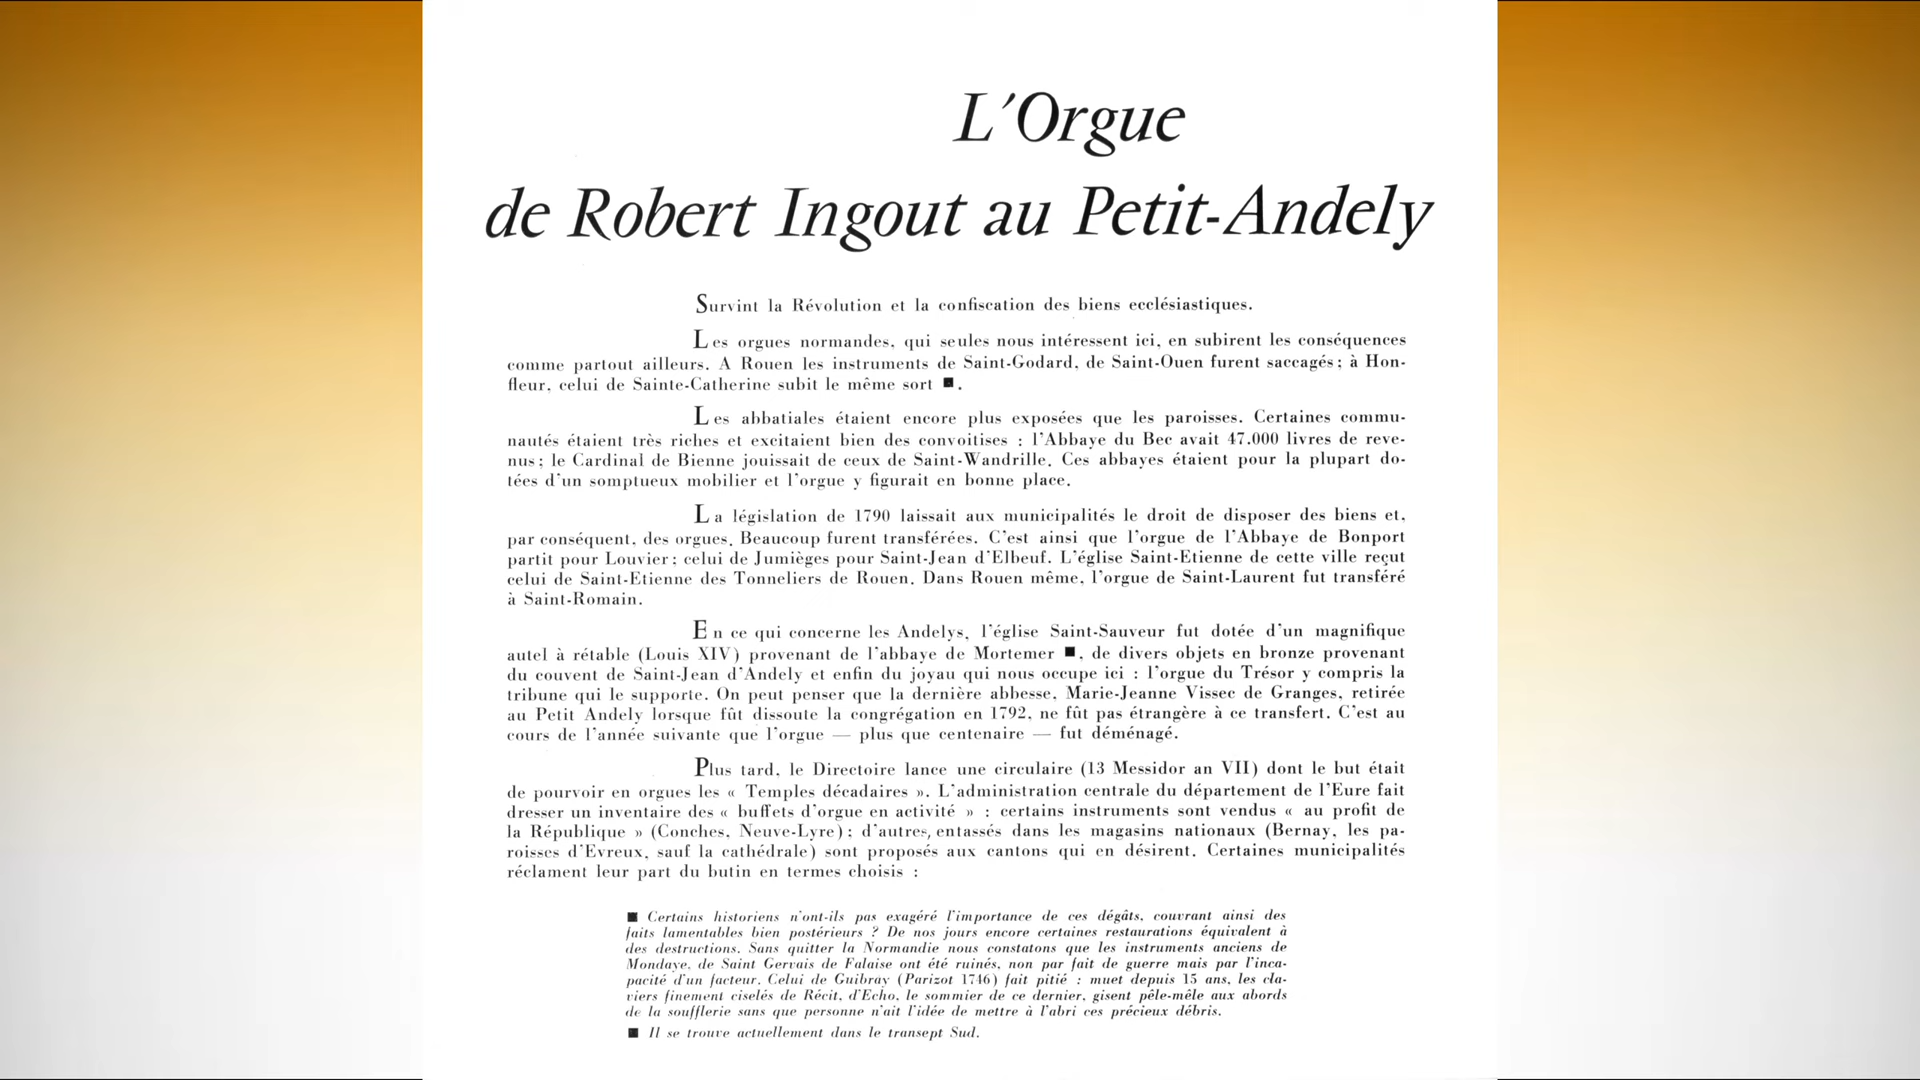 L'Orgue
de Robert Ingout au Petit-Andely
Survint la Révolution et la confiscation des biens ecclésiastiques.
Les orgues normandes, qui seules nous intéressent ici, en subirent les conséquences
comme partout ailleurs. A Rouen les instruments de Saint-Godard, de Saint-Ouen furent saccagés ; à Hon-
fleur, celui de Sainte-Catherine subit le même sort ■.
Les abbatiales étaient encore plus exposées que les paroisses. Certaines commu-
nautés étaient très riches et excitaient bien des convoitises : l'Abbaye du Bec avait 47.000 livres de reve-
nus ; le Cardinal de Bienne jouissait de ceux de Saint-Wandrille. Ces abbayes étaient pour la plupart do-
tées d'un somptueux mobilier et l'orgue y figurait en bonne place.
La législation de 1790 laissait aux municipalités le droit de disposer des biens et,
par conséquent, des orgues. Beaucoup furent transférées. C'est ainsi que l'orgue de l'Abbaye de Bonport
partit pour Louvier ; celui de Jumièges pour Saint-Jean d'Elbeuf. L'église Saint-Etienne de cette ville reçut
celui de Saint-Etienne des Tonneliers de Rouen. Dans Rouen même, l'orgue de Saint-Laurent fut transféré
à Saint-Romain.
En ce qui concerne les Andelys, l'église Saint-Sauveur fut dotée d'un magnifique
autel à rétable (Louis XIV) provenant de l'abbaye de Mortemer ■, de divers objets en bronze provenant
du couvent de Saint-Jean d'Andely et enfin du joyau qui nous occupe ici : l'orgue du Trésor y compris la
tribune qui le supporte. On peut penser que la dernière abbesse, Marie-Jeanne Vissec de Granges, retirée
au Petit Andely lorsque fût dissoute la congrégation en 1792, ne fût pas étrangère à ce transfert. C'est au
cours de l'année suivante que l'orgue — plus que centenaire — fut déménagé.
Plus tard, le Directoire lance une circulaire (13 Messidor an VII) dont le but était
de pourvoir en orgues les « Temples décadaires ». L'administration centrale du département de l'Eure fait
dresser un inventaire des « buffets d'orgue en activité » : certains instruments sont vendus « au profit de
la République » (Conches, Neuve-Lyre) ; d'autres, entassés dans les magasins nationaux (Bernay, les pa-
roisses d'Evreux, sauf la cathédrale) sont proposés aux cantons qui en désirent. Certaines municipalités
réclament leur part du butin en termes choisis :
■ Certains historiens n'ont-ils pas exagéré l'importance de ces dégâts, couvrant ainsi des
faits lamentables bien postérieurs ? De nos jours encore certaines restaurations équivalent à
des destructions. Sans quitter la Normandie nous constatons que les instruments anciens de
Mondaye, de Saint Gervais de Falaise ont été ruinés, non par fait de guerre mais par l'inca-
pacité d'un facteur. Celui de Guibray (Parizot 1746) fait pitié : muet depuis 15 ans, les cla-
viers finement ciselés de Récit, d'Echo, le sommier de ce dernier, gisent pêle-mêle aux abords
de la soufflerie sans que personne n'ait l'idée de mettre à l'abri ces précieux débris.
■ Il se trouve actuellement dans le transept Sud.